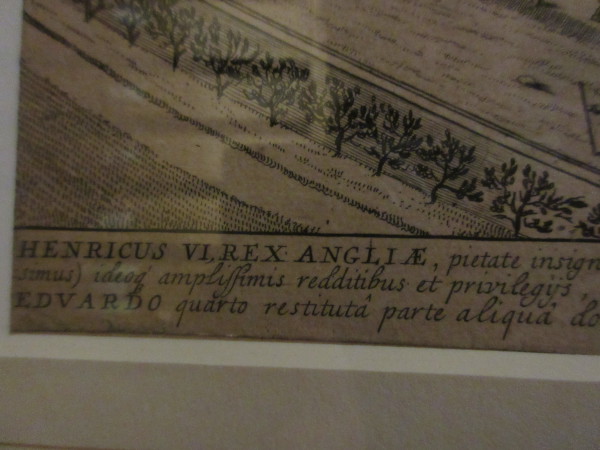 HENRICUS VI. REX ANGLIÆ, pietate insign
simus) ideoq' amplissimis redditibus et privilegijs,
EDVARDO quarto restitutâ parte aliquâ do